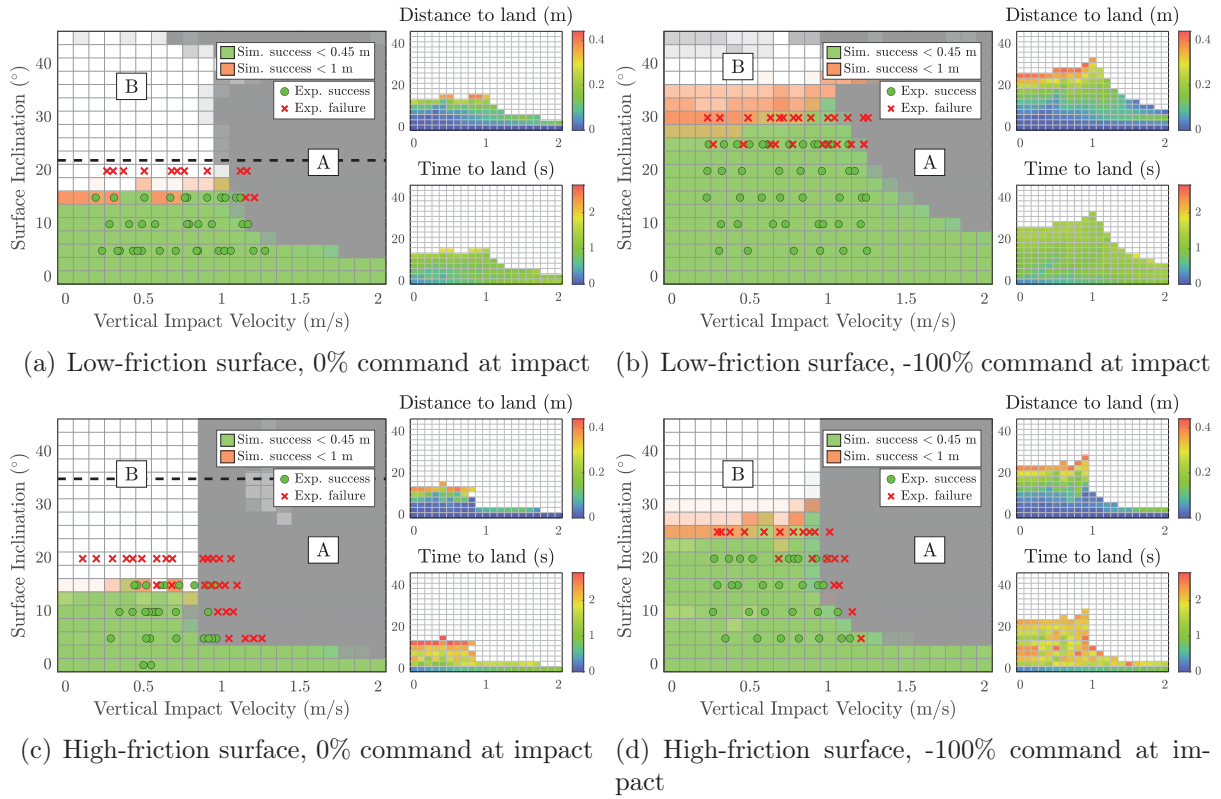 Distance to land (m)
Sim. success < 0.45 m
Sim. success < 1 m
Exp. success
Exp. failure
B
A
Surface Inclination (°)
40
30
20
10
0
0 0.5 1 1.5 2
Vertical Impact Velocity (m/s)
40
20
0
0 1 2
0.4
0.2
0
Time to land (s)
40
20
0
0 1 2
2
1
0
(a) Low-friction surface, 0% command at impact
Distance to land (m)
Sim. success < 0.45 m
Sim. success < 1 m
Exp. success
Exp. failure
B
A
Surface Inclination (°)
40
30
20
10
0
0 0.5 1 1.5 2
Vertical Impact Velocity (m/s)
40
20
0
0 1 2
0.4
0.2
0
Time to land (s)
40
20
0
0 1 2
2
1
0
(b) Low-friction surface, -100% command at impact
Distance to land (m)
Sim. success < 0.45 m
Sim. success < 1 m
Exp. success
Exp. failure
B
A
Surface Inclination (°)
40
30
20
10
0
0 0.5 1 1.5 2
Vertical Impact Velocity (m/s)
40
20
0
0 1 2
0.4
0.2
0
Time to land (s)
40
20
0
0 1 2
2
1
0
(c) High-friction surface, 0% command at impact
Distance to land (m)
Sim. success < 0.45 m
Sim. success < 1 m
Exp. success
Exp. failure
B
A
Surface Inclination (°)
40
30
20
10
0
0 0.5 1 1.5 2
Vertical Impact Velocity (m/s)
40
20
0
0 1 2
0.4
0.2
0
Time to land (s)
40
20
0
0 1 2
2
1
0
(d) High-friction surface, -100% command at im-
pact